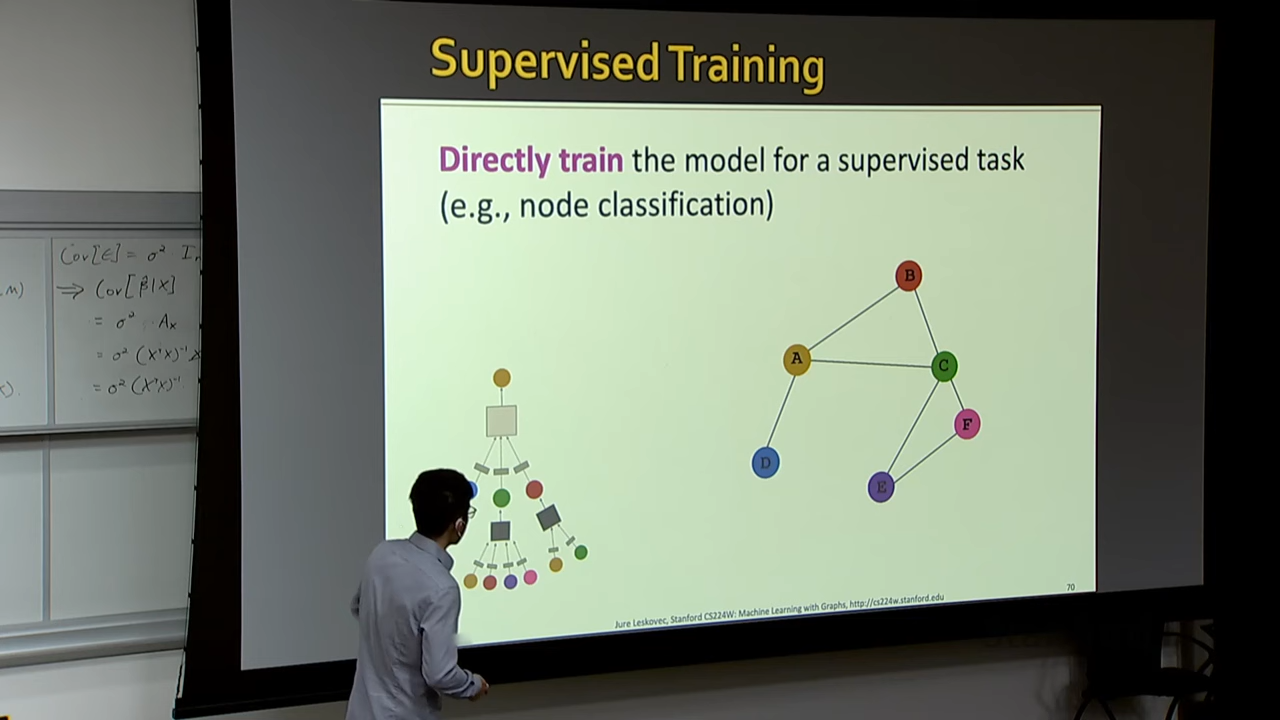 Supervised Training
Directly train the model for a supervised task
(e.g., node classification)
B
A
C
F
D
E
70
Jure Leskovec, Stanford CS224W: Machine Learning with Graphs, http://cs224w.stanford.edu
Cov[ϵ] = σ² I
⇒ Cov[β̂|X]
= σ² · Aₓ
= σ² (X'X)⁻¹
= σ² (X'X)⁻¹